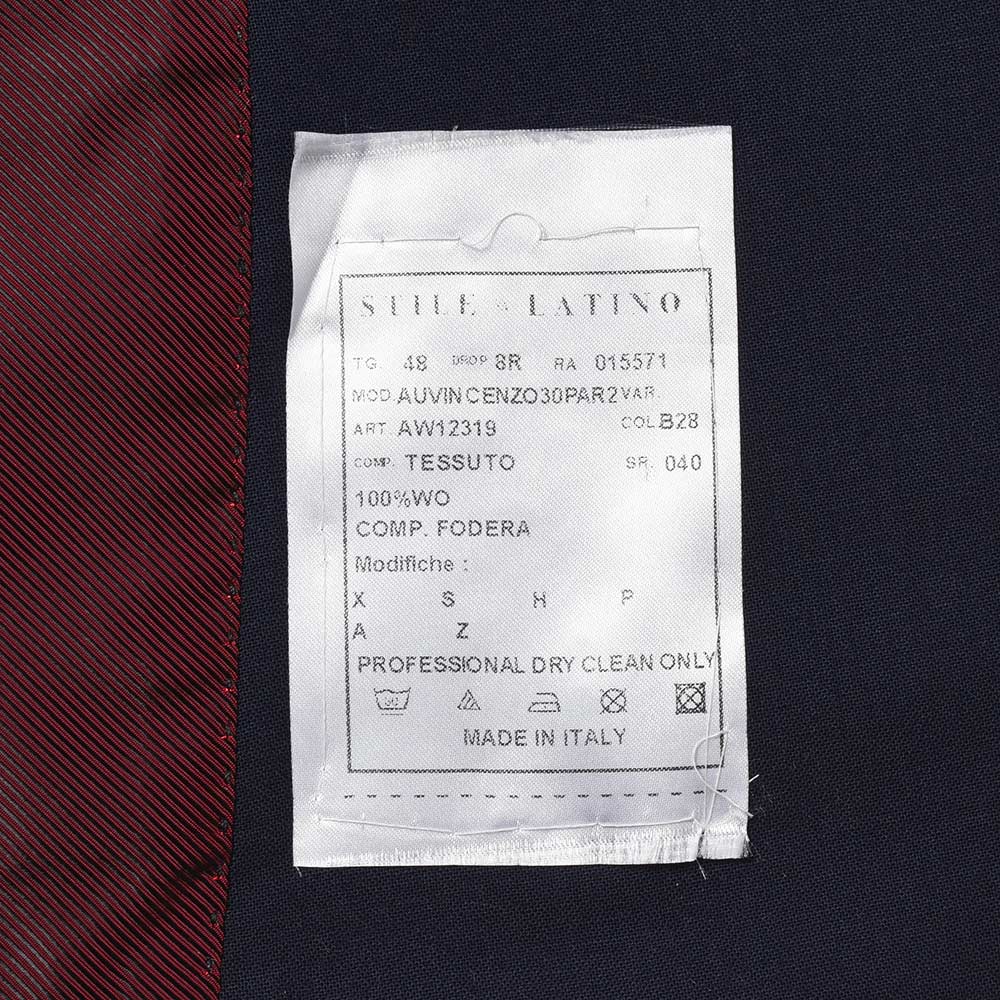 STILE LATINO
TG. 48 DROP 8R RA 015571
MOD. AUVINCENZO30PAR2 VAR.
ART. AW12319 COL. B28
COMP. TESSUTO SR. 040
100%WO
COMP. FODERA
Modifiche :
X S H P
A Z
PROFESSIONAL DRY CLEAN ONLY
MADE IN ITALY